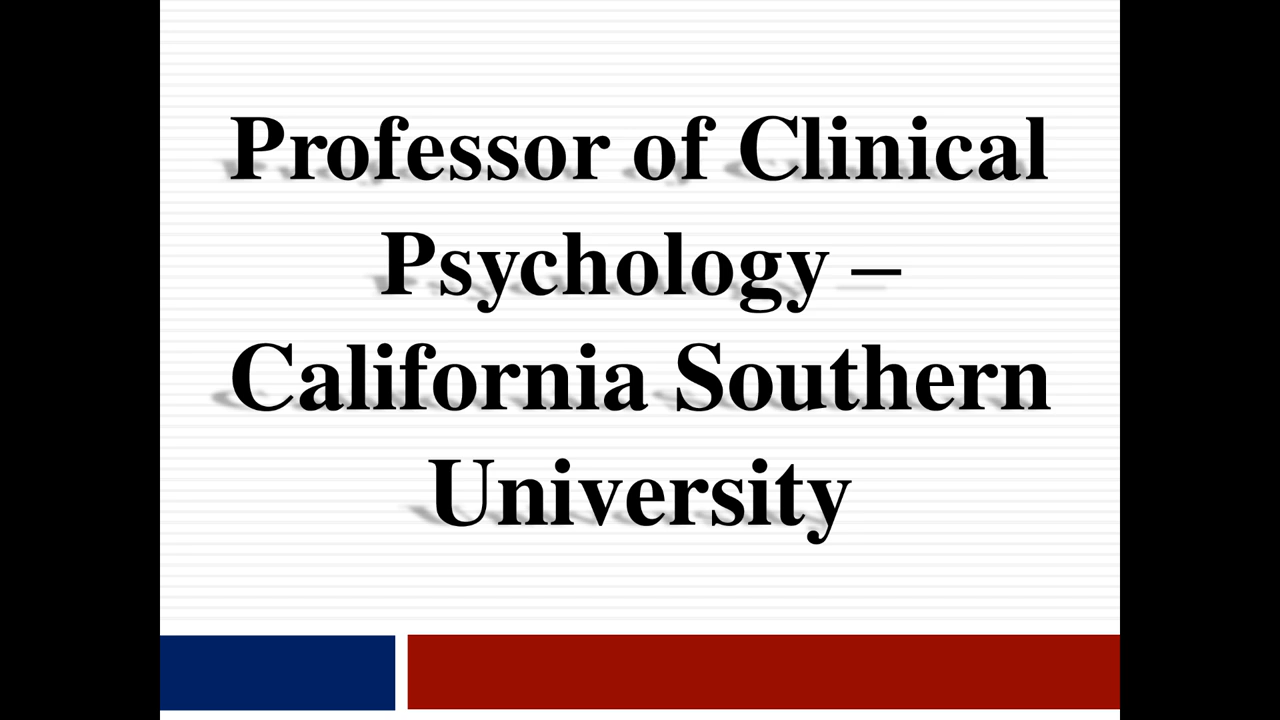 Professor of Clinical
Psychology –
California Southern
University